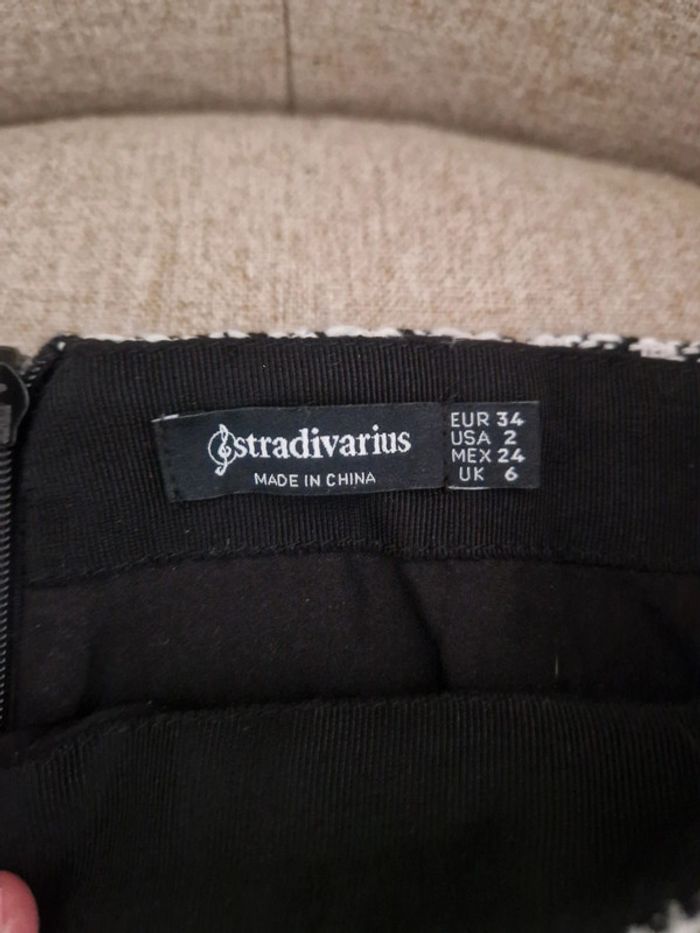 stradivarius
MADE IN CHINA
EUR 34
USA 2
MEX 24
UK 6